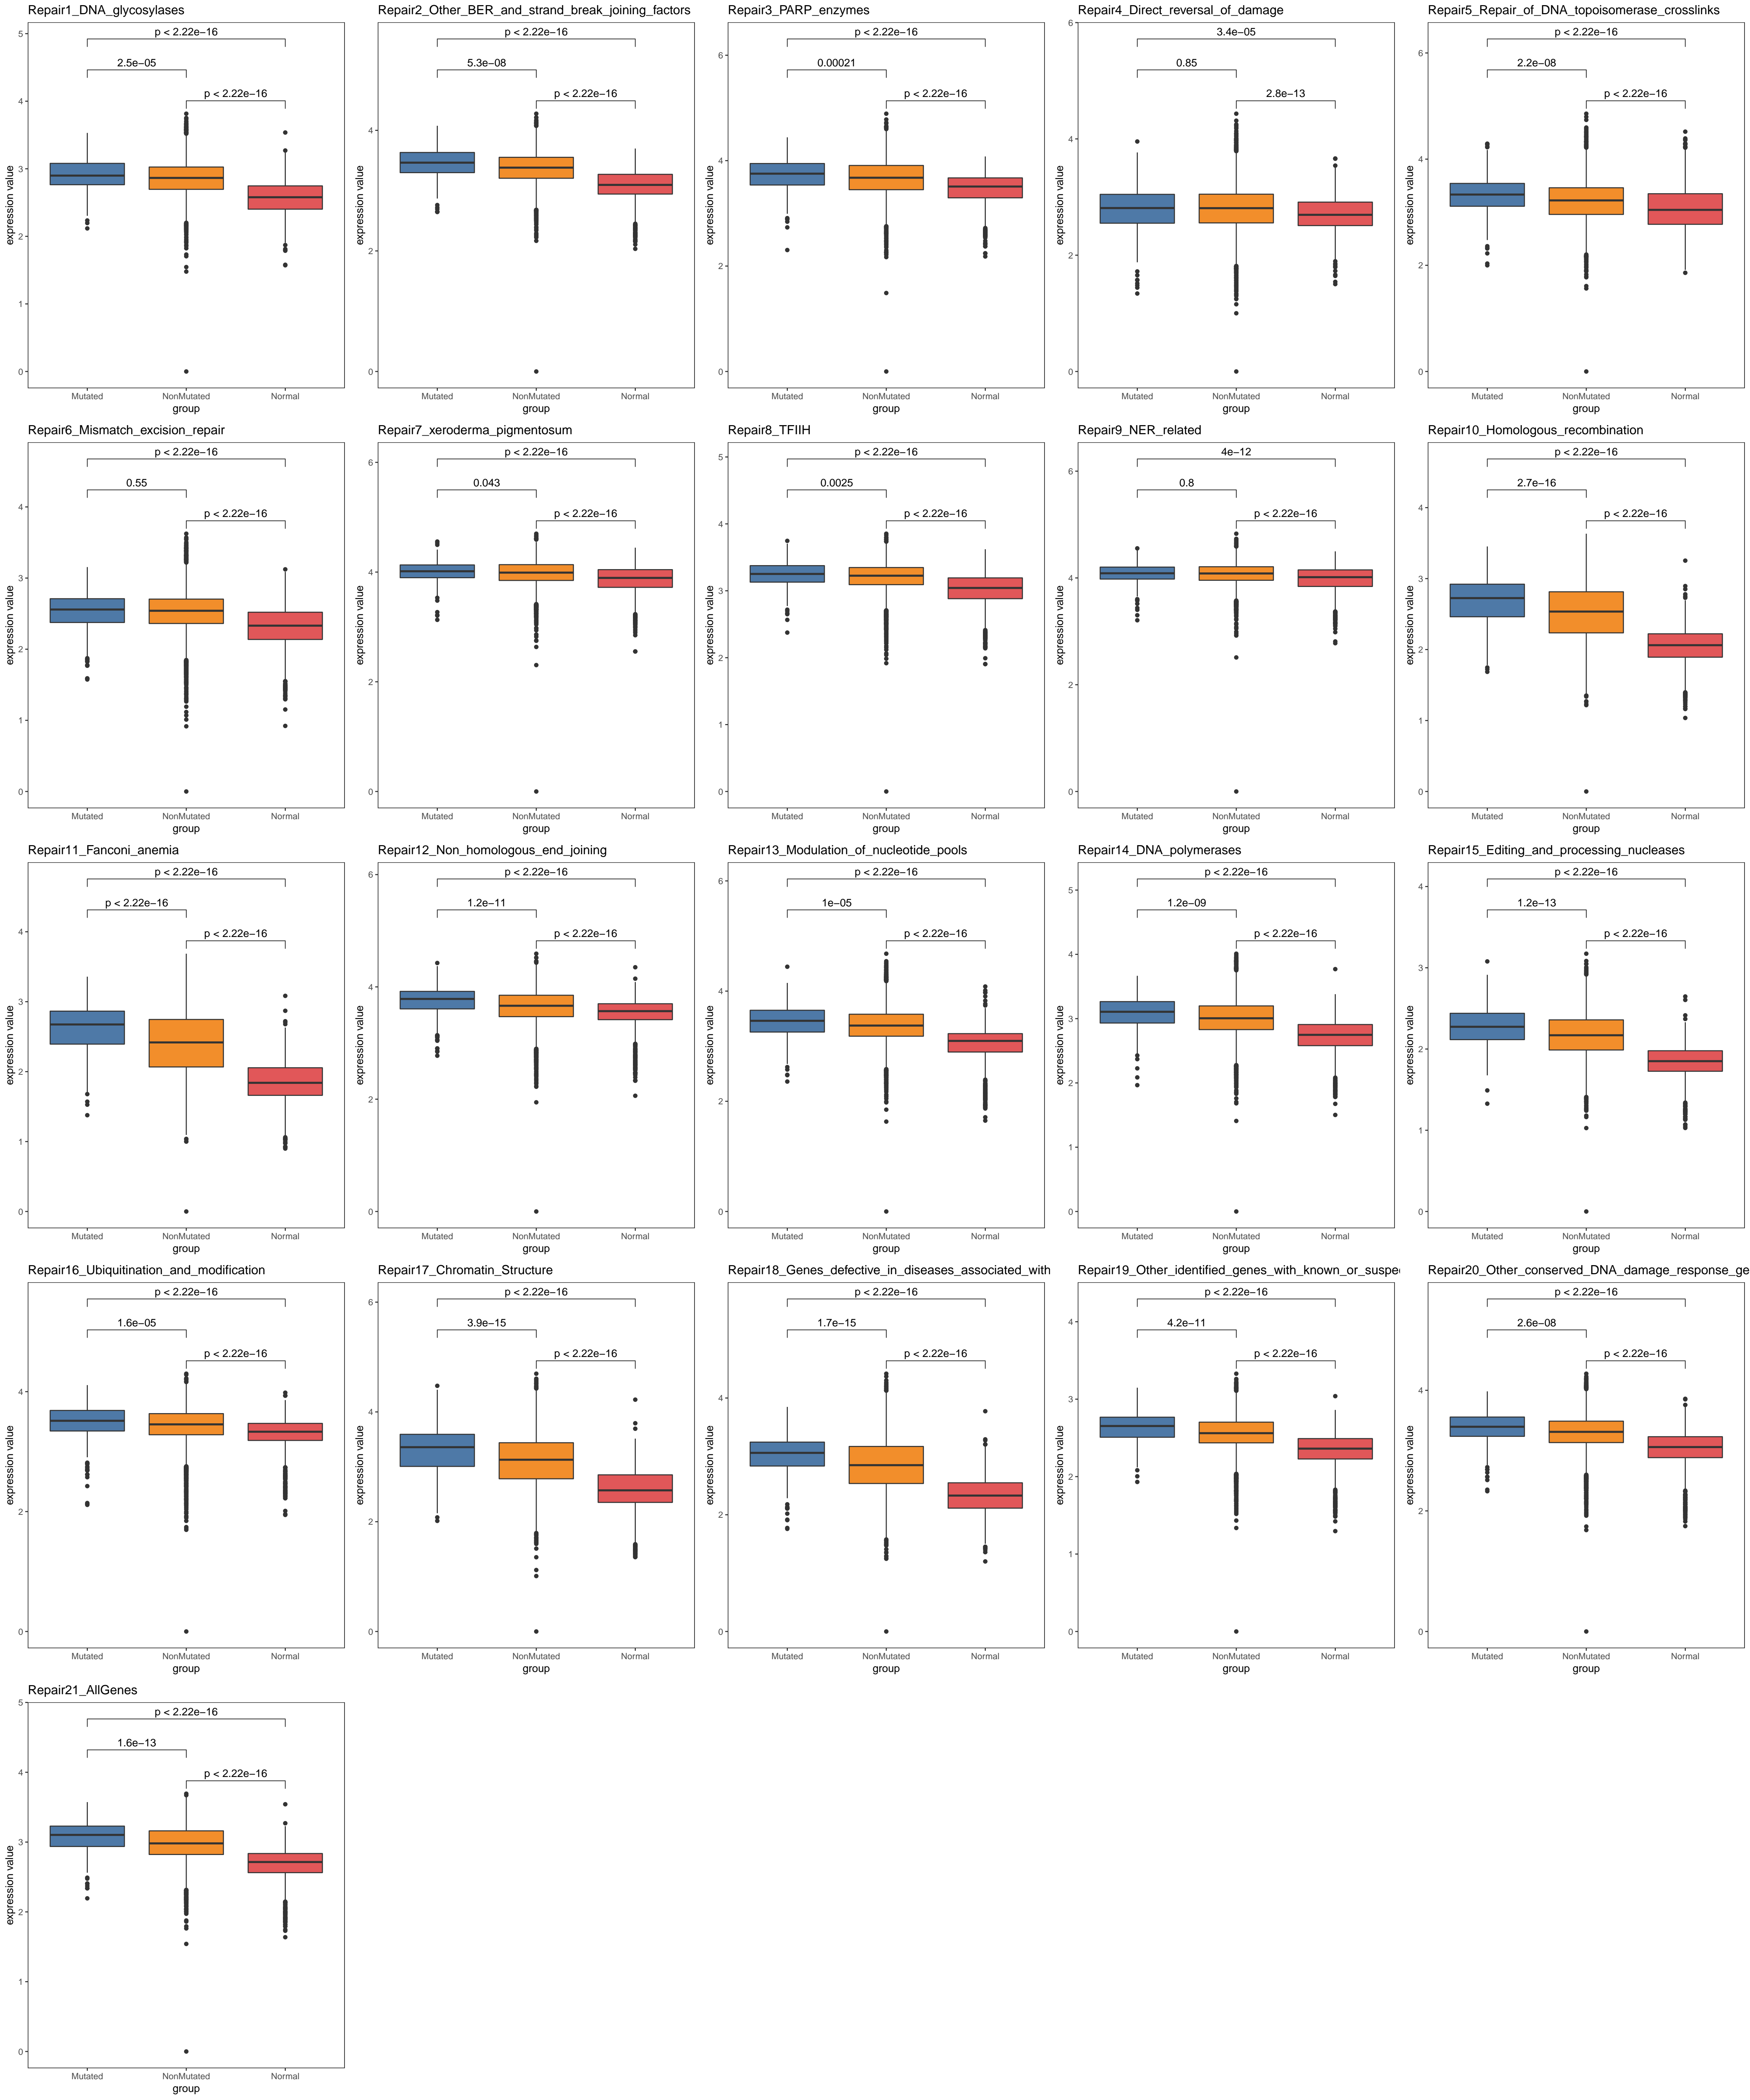 Repair1_DNA_glycosylases
p < 2.22e−16
2.5e−05
p < 2.22e−16
5
4
3
2
1
0
expression value
Mutated NonMutated Normal
group
Repair2_Other_BER_and_strand_break_joining_factors
p < 2.22e−16
5.3e−08
p < 2.22e−16
4
2
0
expression value
Mutated NonMutated Normal
group
Repair3_PARP_enzymes
p < 2.22e−16
0.00021
p < 2.22e−16
6
4
2
0
expression value
Mutated NonMutated Normal
group
Repair4_Direct_reversal_of_damage
3.4e−05
0.85
2.8e−13
6
4
2
0
expression value
Mutated NonMutated Normal
group
Repair5_Repair_of_DNA_topoisomerase_crosslinks
p < 2.22e−16
2.2e−08
p < 2.22e−16
6
4
2
0
expression value
Mutated NonMutated Normal
group
Repair6_Mismatch_excision_repair
p < 2.22e−16
0.55
p < 2.22e−16
4
3
2
1
0
expression value
Mutated NonMutated Normal
group
Repair7_xeroderma_pigmentosum
p < 2.22e−16
0.043
p < 2.22e−16
6
4
2
0
expression value
Mutated NonMutated Normal
group
Repair8_TFIIH
p < 2.22e−16
0.0025
p < 2.22e−16
5
4
3
2
1
0
expression value
Mutated NonMutated Normal
group
Repair9_NER_related
4e−12
0.8
p < 2.22e−16
6
4
2
0
expression value
Mutated NonMutated Normal
group
Repair10_Homologous_recombination
p < 2.22e−16
2.7e−16
p < 2.22e−16
4
3
2
1
0
expression value
Mutated NonMutated Normal
group
Repair11_Fanconi_anemia
p < 2.22e−16
p < 2.22e−16
p < 2.22e−16
4
3
2
1
0
expression value
Mutated NonMutated Normal
group
Repair12_Non_homologous_end_joining
p < 2.22e−16
1.2e−11
p < 2.22e−16
6
4
2
0
expression value
Mutated NonMutated Normal
group
Repair13_Modulation_of_nucleotide_pools
p < 2.22e−16
1e−05
p < 2.22e−16
6
4
2
0
expression value
Mutated NonMutated Normal
group
Repair14_DNA_polymerases
p < 2.22e−16
1.2e−09
p < 2.22e−16
5
4
3
2
1
0
expression value
Mutated NonMutated Normal
group
Repair15_Editing_and_processing_nucleases
p < 2.22e−16
1.2e−13
p < 2.22e−16
4
3
2
1
0
expression value
Mutated NonMutated Normal
group
Repair16_Ubiquitination_and_modification
p < 2.22e−16
1.6e−05
p < 2.22e−16
4
2
0
expression value
Mutated NonMutated Normal
group
Repair17_Chromatin_Structure
p < 2.22e−16
3.9e−15
p < 2.22e−16
6
4
2
0
expression value
Mutated NonMutated Normal
group
Repair18_Genes_defective_in_diseases_associated_with
p < 2.22e−16
1.7e−15
p < 2.22e−16
4
2
0
expression value
Mutated NonMutated Normal
group
Repair19_Other_identified_genes_with_known_or_suspe
p < 2.22e−16
4.2e−11
p < 2.22e−16
4
3
2
1
0
expression value
Mutated NonMutated Normal
group
Repair20_Other_conserved_DNA_damage_response_ge
p < 2.22e−16
2.6e−08
p < 2.22e−16
4
2
0
expression value
Mutated NonMutated Normal
group
Repair21_AllGenes
p < 2.22e−16
1.6e−13
p < 2.22e−16
5
4
3
2
1
0
expression value
Mutated NonMutated Normal
group